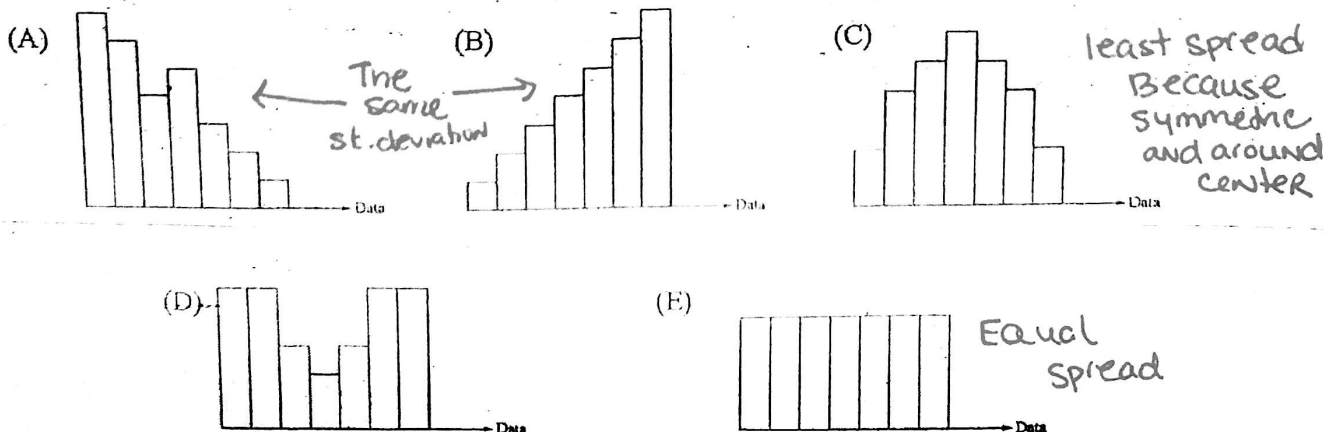 (A)
The
same
st. deviation
Data
(B)
Data
(C)
least spread
Because
symmetric
and around
center
Data
(D)
Data
(E)
Equal
spread
Data